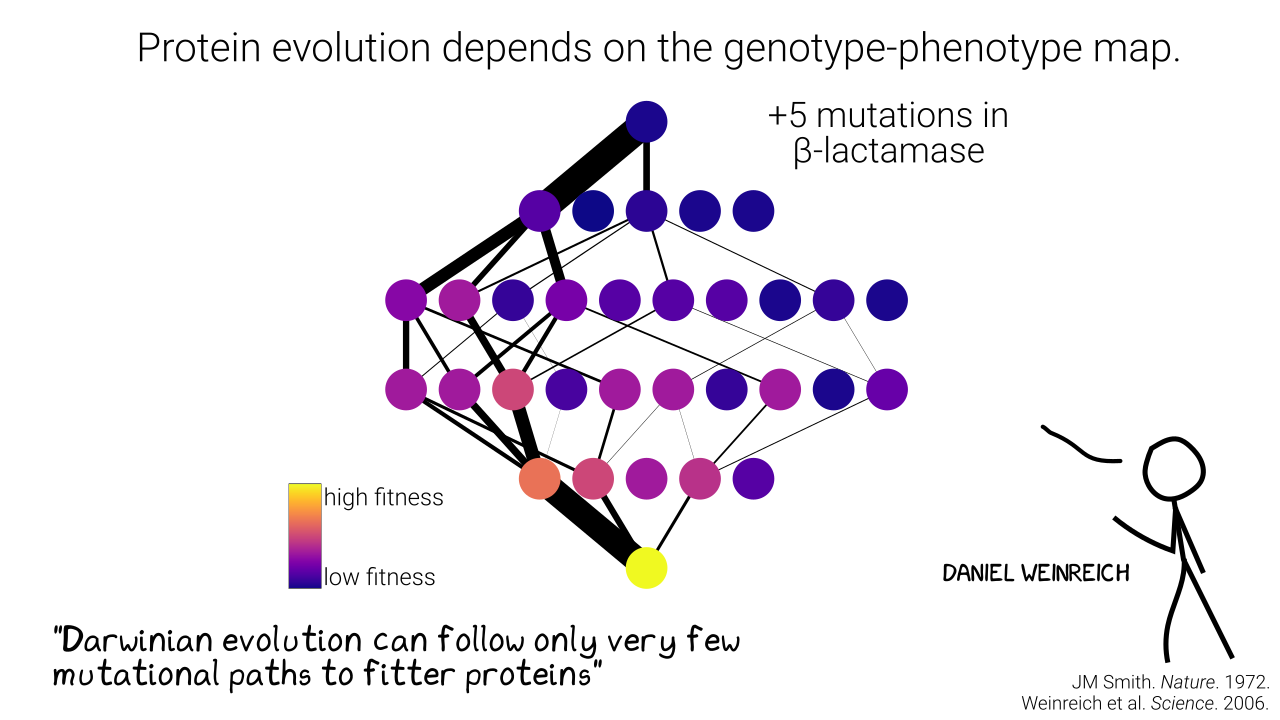 Protein evolution depends on the genotype-phenotype map.
+5 mutations in
β-lactamase
high fitness
low fitness
DANIEL WEINREICH
"Darwinian evolution can follow only very few
mutational paths to fitter proteins"
JM Smith. Nature. 1972.
Weinreich et al. Science. 2006.